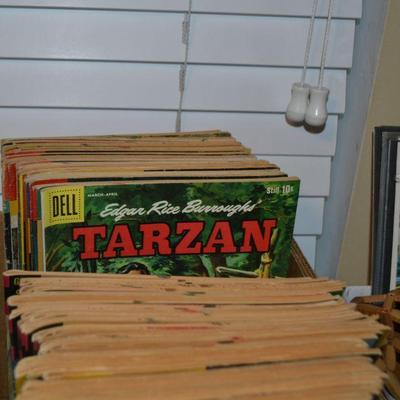 MARCH-APRIL
Still 10¢
DELL
Edgar Rice Burroughs'
TARZAN